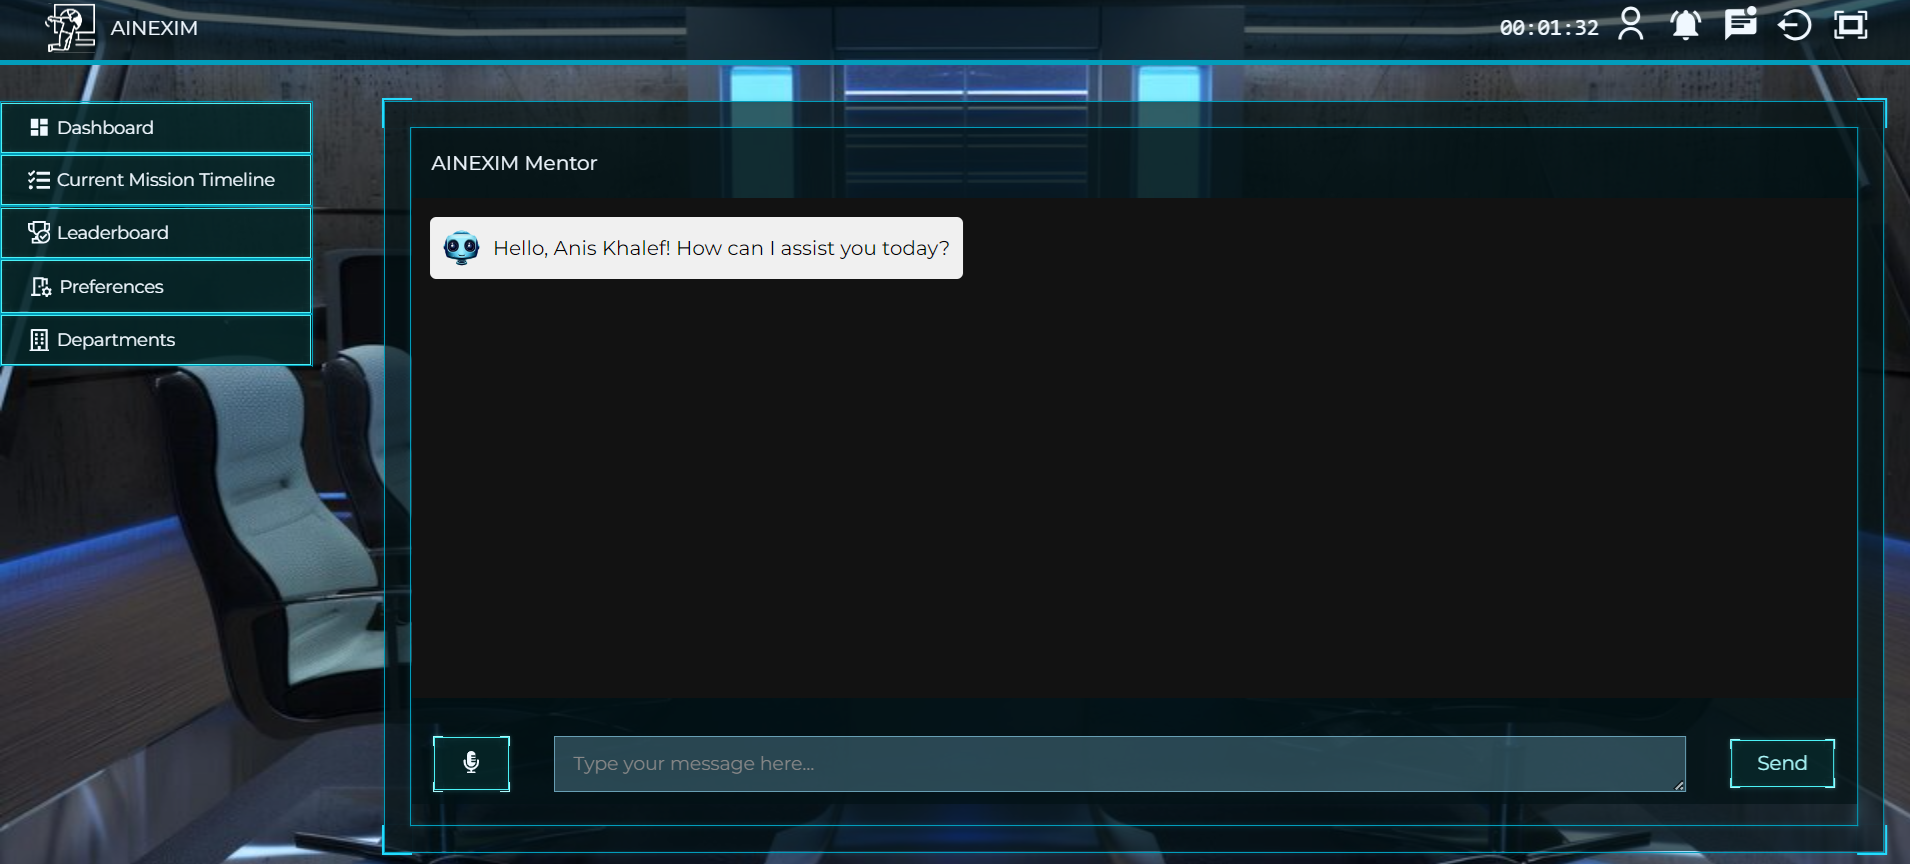 AINEXIM
00:01:32
Dashboard
Current Mission Timeline
Leaderboard
Preferences
Departments
AINEXIM Mentor
Hello, Anis Khalef! How can I assist you today?
Type your message here...
Send